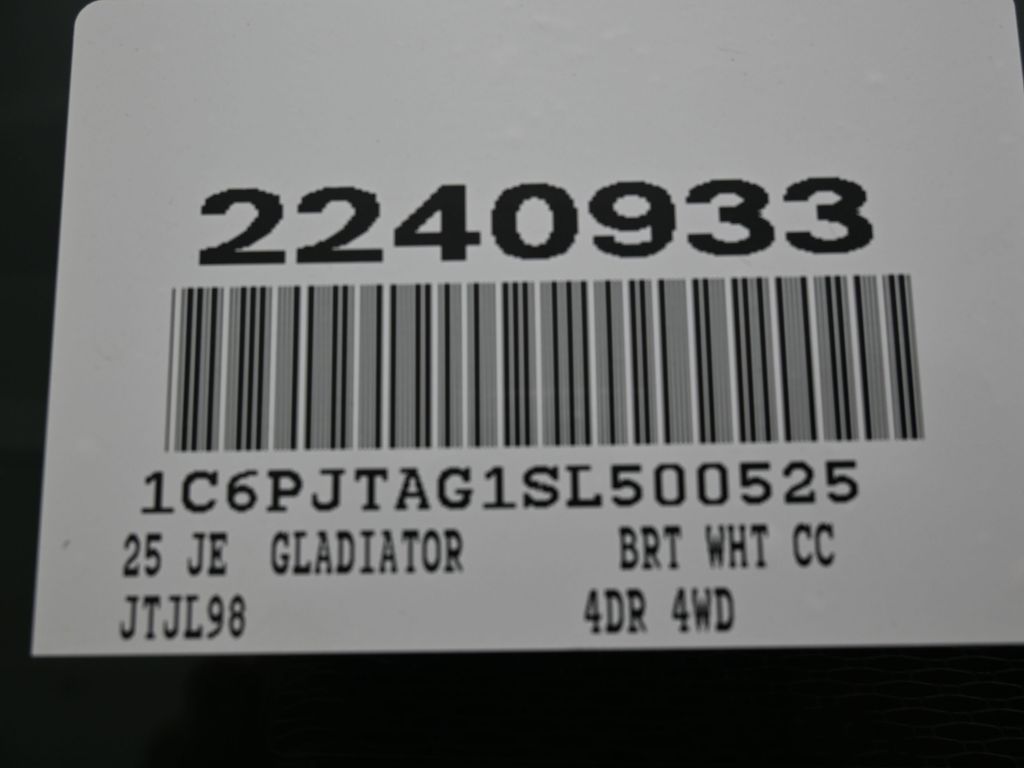 2240933
1C6PJTAG1SL500525
25 JE GLADIATOR BRT WHT CC
JTJL98 4DR 4WD